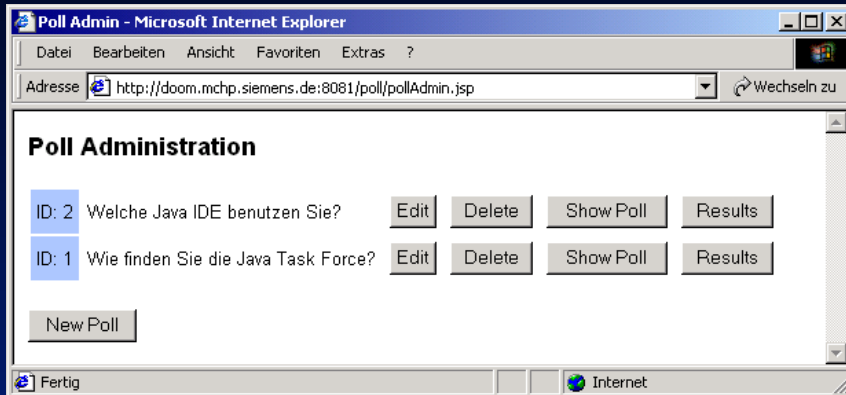 Poll Admin - Microsoft Internet Explorer
Datei Bearbeiten Ansicht Favoriten Extras ?
Adresse http://doom.mchp.siemens.de:8081/poll/pollAdmin.jsp Wechseln zu
Poll Administration
ID: 2 Welche Java IDE benutzen Sie? Edit Delete Show Poll Results
ID: 1 Wie finden Sie die Java Task Force? Edit Delete Show Poll Results
New Poll
Fertig Internet